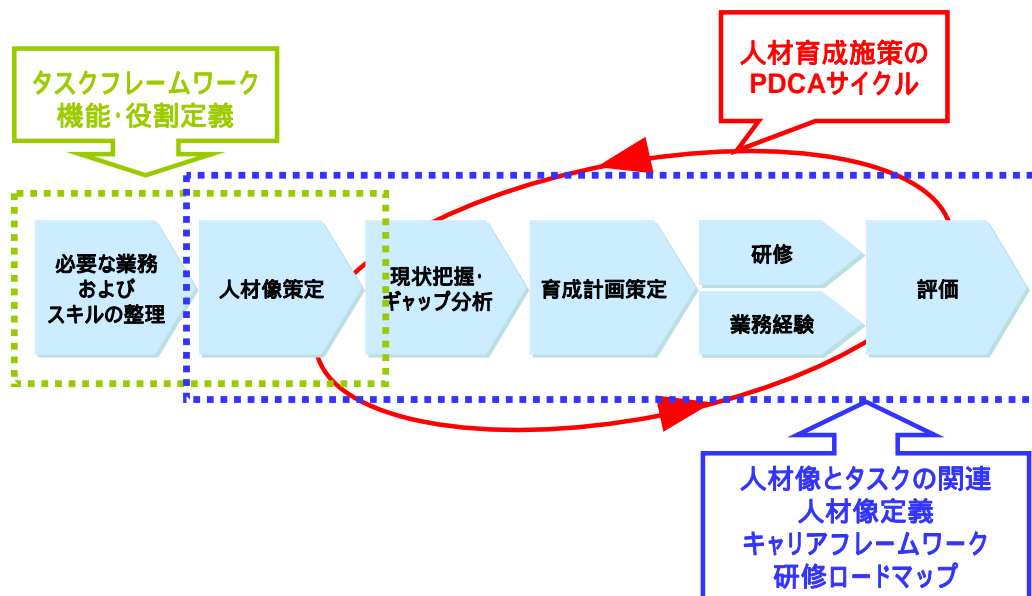 人材育成施策の
PDCAサイクル
タスクフレームワーク
機能・役割定義
必要な業務
および
スキルの整理
人材像策定
現状把握・
ギャップ分析
育成計画策定
研修
業務経験
評価
人材像とタスクの関連
人材像定義
キャリアフレームワーク
研修ロードマップ